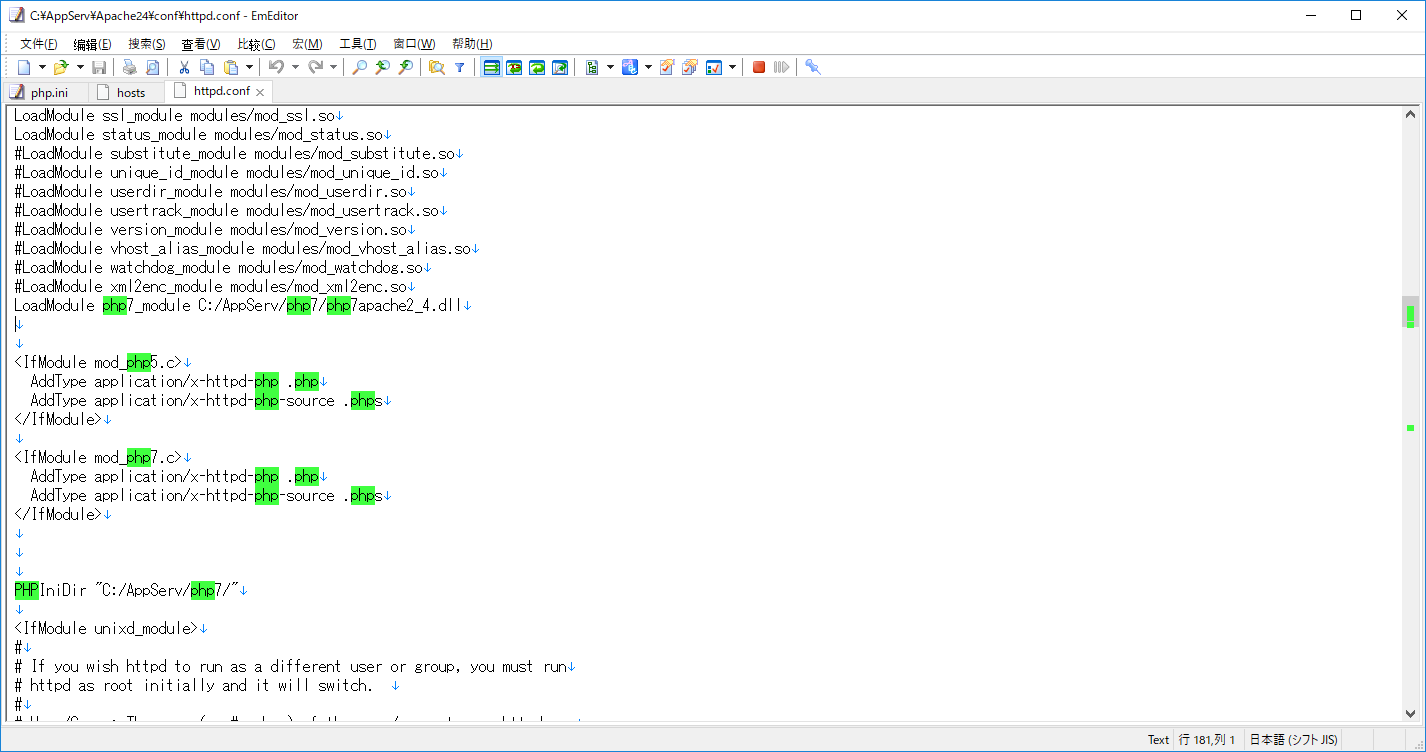 C:¥AppServ¥Apache24¥conf¥httpd.conf - EmEditor
文件(F) 编辑(E) 搜索(S) 查看(V) 比较(C) 宏(M) 工具(T) 窗口(W) 帮助(H)
php.ini hosts httpd.conf
LoadModule ssl_module modules/mod_ssl.so↓
LoadModule status_module modules/mod_status.so↓
#LoadModule substitute_module modules/mod_substitute.so↓
#LoadModule unique_id_module modules/mod_unique_id.so↓
#LoadModule userdir_module modules/mod_userdir.so↓
#LoadModule usertrack_module modules/mod_usertrack.so↓
#LoadModule version_module modules/mod_version.so↓
#LoadModule vhost_alias_module modules/mod_vhost_alias.so↓
#LoadModule watchdog_module modules/mod_watchdog.so↓
#LoadModule xml2enc_module modules/mod_xml2enc.so↓
LoadModule php7_module C:/AppServ/php7/php7apache2_4.dll↓
↓
↓
<IfModule mod_php5.c>↓
  AddType application/x-httpd-php .php↓
  AddType application/x-httpd-php-source .phps↓
</IfModule>↓
↓
<IfModule mod_php7.c>↓
  AddType application/x-httpd-php .php↓
  AddType application/x-httpd-php-source .phps↓
</IfModule>↓
↓
↓
↓
PHPIniDir "C:/AppServ/php7/"↓
↓
<IfModule unixd_module>↓
#↓
# If you wish httpd to run as a different user or group, you must run↓
# httpd as root initially and it will switch.  ↓
#↓
Text 行 181,列 1 日本語 (シフト JIS)